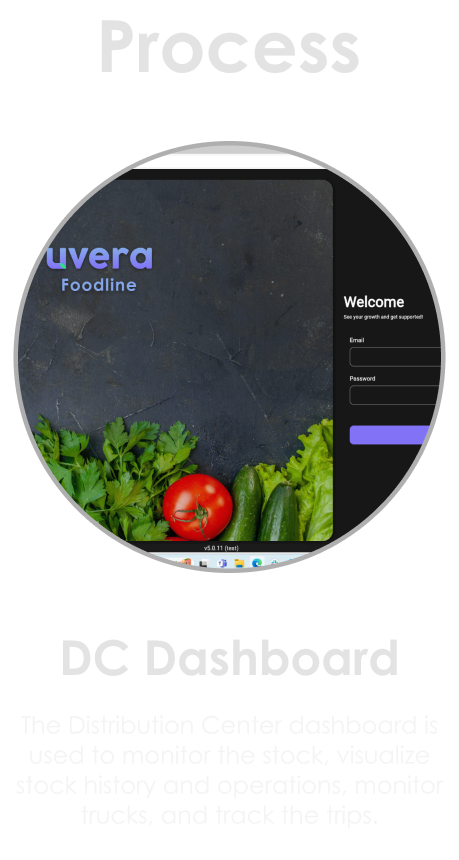 Process
uvera
Foodline
Welcome
See your growth and get supported!
Email
Password
v5.0.11 (test)
DC Dashboard
The Distribution Center dashboard is
used to monitor the stock, visualize
stock history and operations, monitor
trucks, and track the trips.